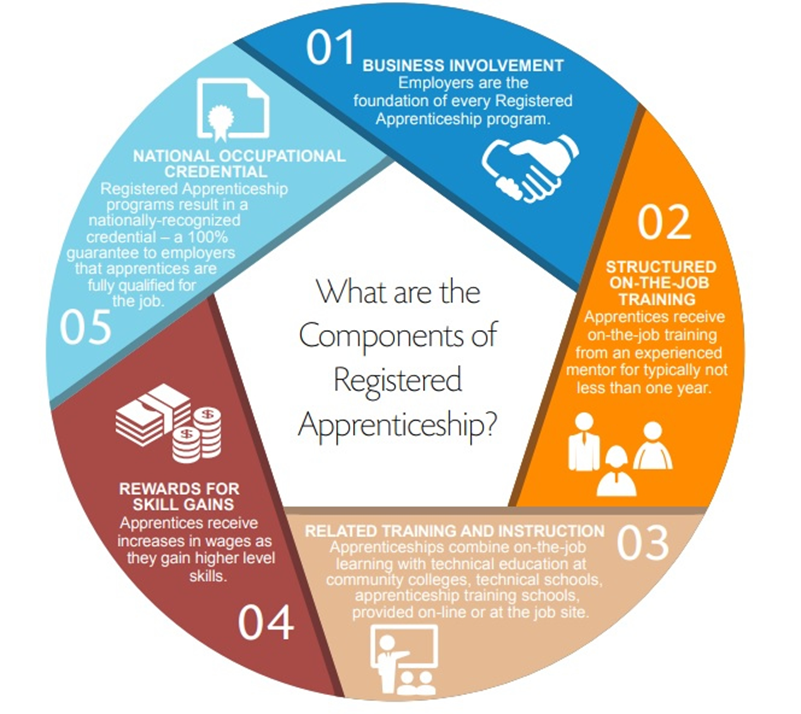 What are the
Components of
Registered
Apprenticeship?
01
BUSINESS INVOLVEMENT
Employers are the
foundation of every Registered
Apprenticeship program.
02
STRUCTURED
ON-THE-JOB
TRAINING
Apprentices receive
on-the-job training
from an experienced
mentor for typically not
less than one year.
03
RELATED TRAINING AND INSTRUCTION
Apprenticeships combine on-the-job
learning with technical education at
community colleges, technical schools,
apprenticeship training schools,
provided on-line or at the job site.
04
REWARDS FOR
SKILL GAINS
Apprentices receive
increases in wages as
they gain higher level
skills.
$
$
05
NATIONAL OCCUPATIONAL
CREDENTIAL
Registered Apprenticeship
programs result in a
nationally-recognized
credential – a 100%
guarantee to employers
that apprentices are
fully qualified for
the job.